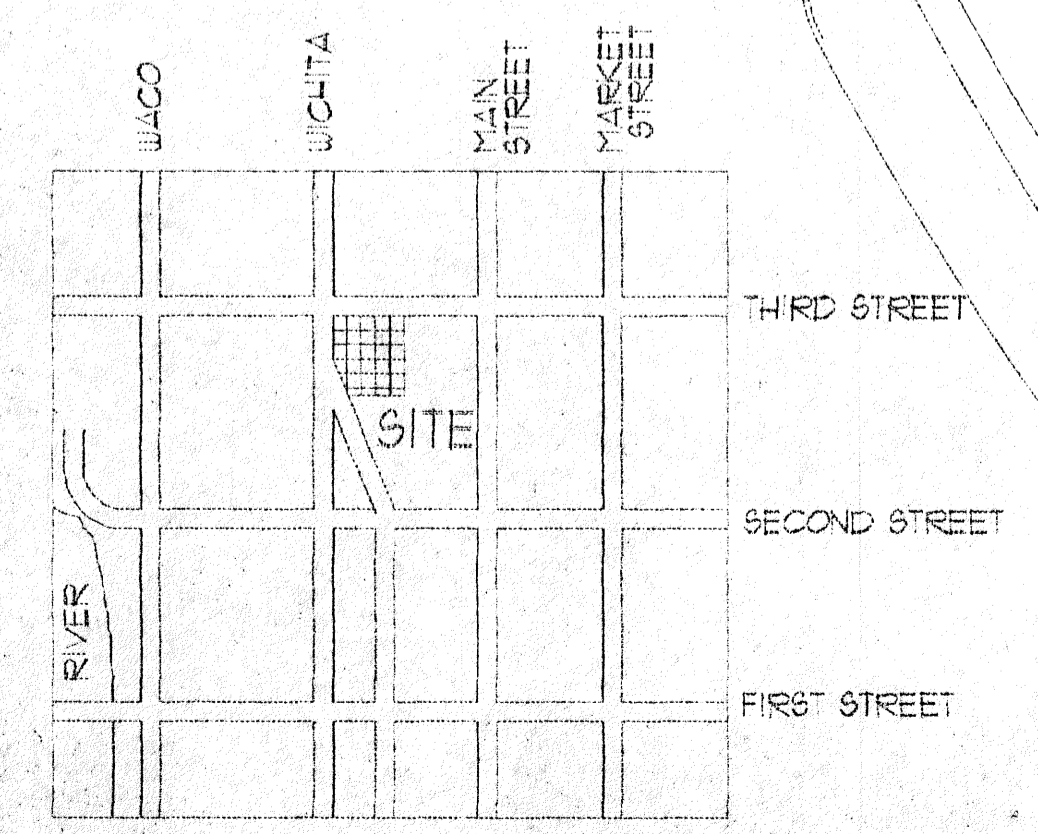 WACO
WICHITA
MAIN
STREET
MARKET
STREET
THIRD STREET
SITE
SECOND STREET
RIVER
FIRST STREET